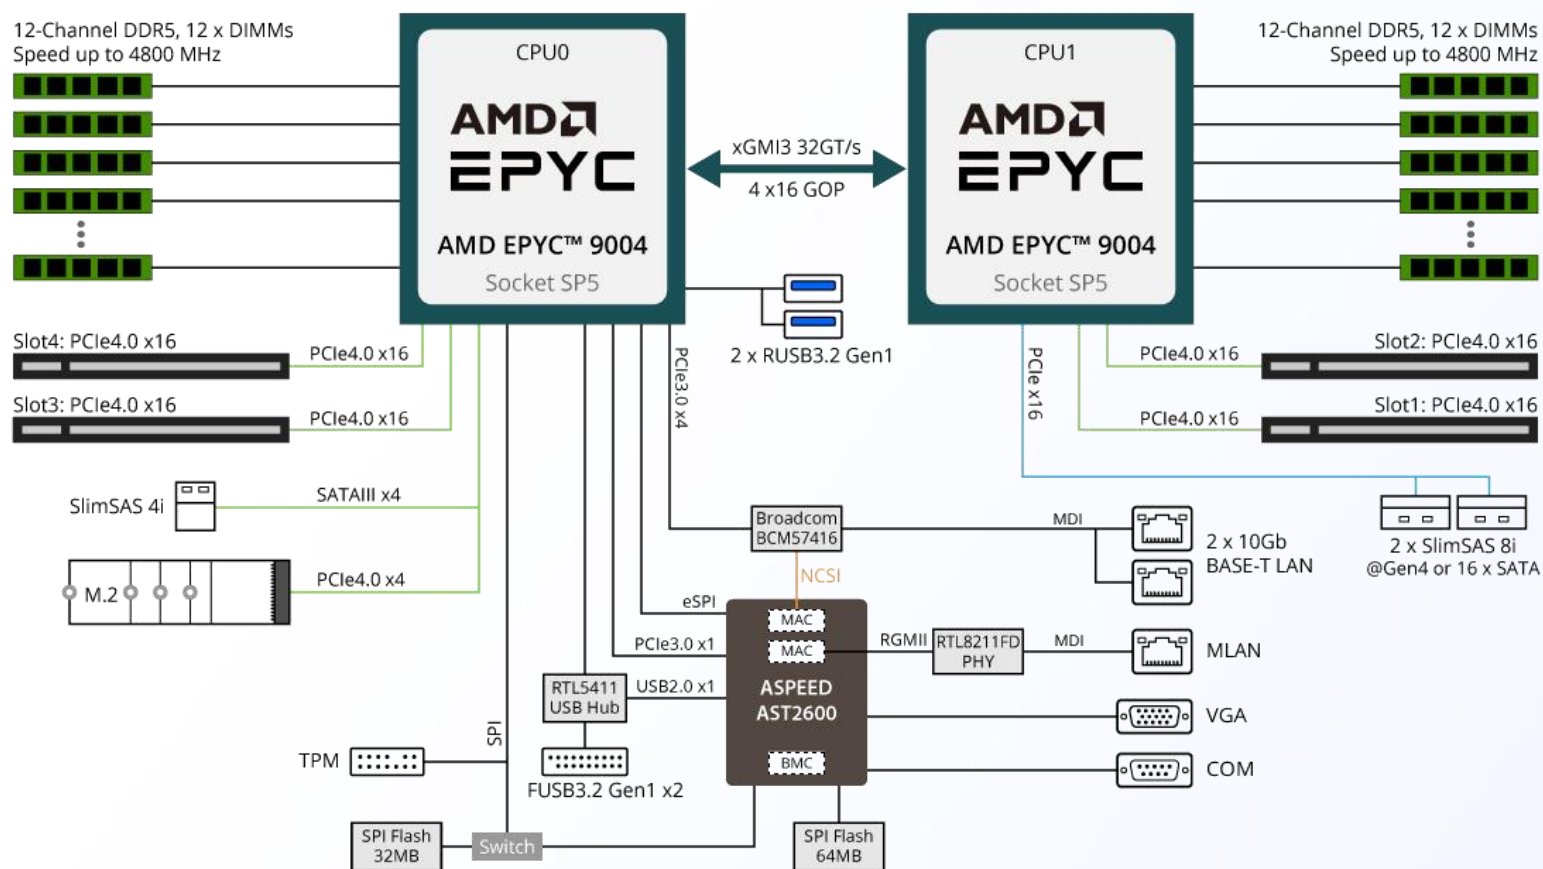 12-Channel DDR5, 12 x DIMMs
Speed up to 4800 MHz
CPU0
AMD
EPYC
AMD EPYC™ 9004
Socket SP5
xGMI3 32GT/s
4 x16 GOP
CPU1
AMD
EPYC
AMD EPYC™ 9004
Socket SP5
12-Channel DDR5, 12 x DIMMs
Speed up to 4800 MHz
2 x RUSB3.2 Gen1
Slot4: PCIe4.0 x16
PCIe4.0 x16
Slot3: PCIe4.0 x16
PCIe4.0 x16
PCIe3.0 x4
PCIe x16
PCIe4.0 x16
Slot2: PCIe4.0 x16
PCIe4.0 x16
Slot1: PCIe4.0 x16
SlimSAS 4i
SATAIII x4
M.2
PCIe4.0 x4
Broadcom
BCM57416
MDI
2 x 10Gb
BASE-T LAN
2 x SlimSAS 8i
@Gen4 or 16 x SATA
NCSI
eSPI
MAC
PCIe3.0 x1
MAC
RGMII
RTL8211FD
PHY
MDI
MLAN
RTL5411
USB Hub
USB2.0 x1
ASPEED
AST2600
VGA
SPI
TPM
FUSB3.2 Gen1 x2
BMC
COM
SPI Flash
32MB
Switch
SPI Flash
64MB